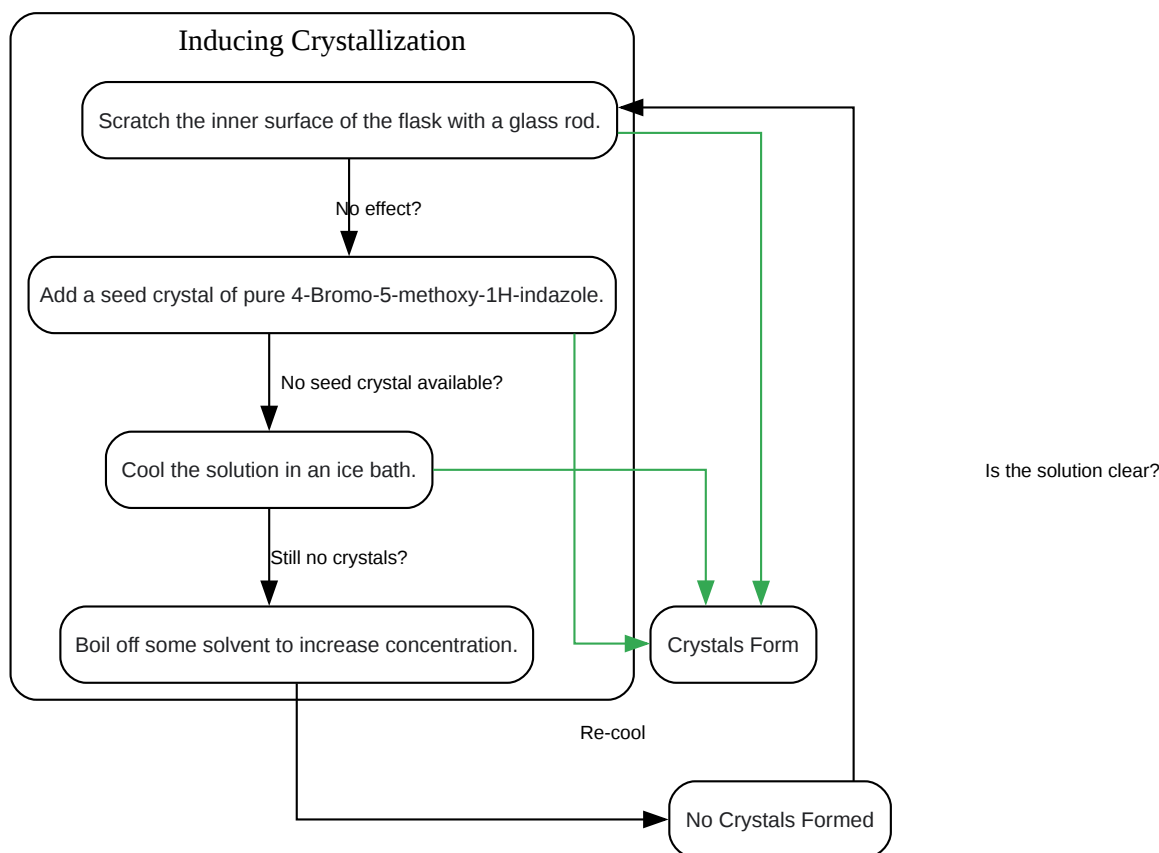 Inducing Crystallization
Scratch the inner surface of the flask with a glass rod.
No effect?
Add a seed crystal of pure 4-Bromo-5-methoxy-1H-indazole.
No seed crystal available?
Cool the solution in an ice bath.
Is the solution clear?
Still no crystals?
Boil off some solvent to increase concentration.
Crystals Form
Re-cool
No Crystals Formed